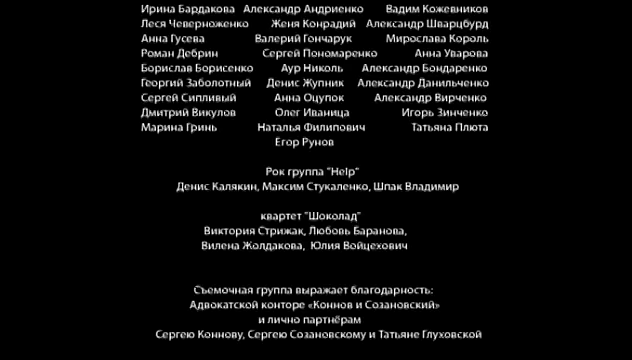 Ирина Бардакова Александр Андриенко Вадим Кожевников
Леся Чеверноженко Женя Конрадий Александр Шварцбурд
Анна Гусева Валерий Гончарук Мирослава Король
Роман Дебрин Сергей Пономаренко Анна Уварова
Борислав Борисенко Аур Николь Александр Бондаренко
Георгий Заболотный Денис Жупник Александр Данильченко
Сергей Сипливый Анна Оцупок Александр Вирченко
Дмитрий Викулов Олег Иваница Игорь Зинченко
Марина Гринь Наталья Филипович Татьяна Плюта
Егор Рунов
Рок группа "Help"
Денис Калякин, Максим Стукаленко, Шпак Владимир
квартет "Шоколад"
Виктория Стрижак, Любовь Баранова,
Вилена Жолдакова, Юлия Войцехович
Съемочная группа выражает благодарность:
Адвокатской конторе «Коннов и Созановский»
и лично партнёрам
Сергею Коннову, Сергею Созановскому и Татьяне Глуховской